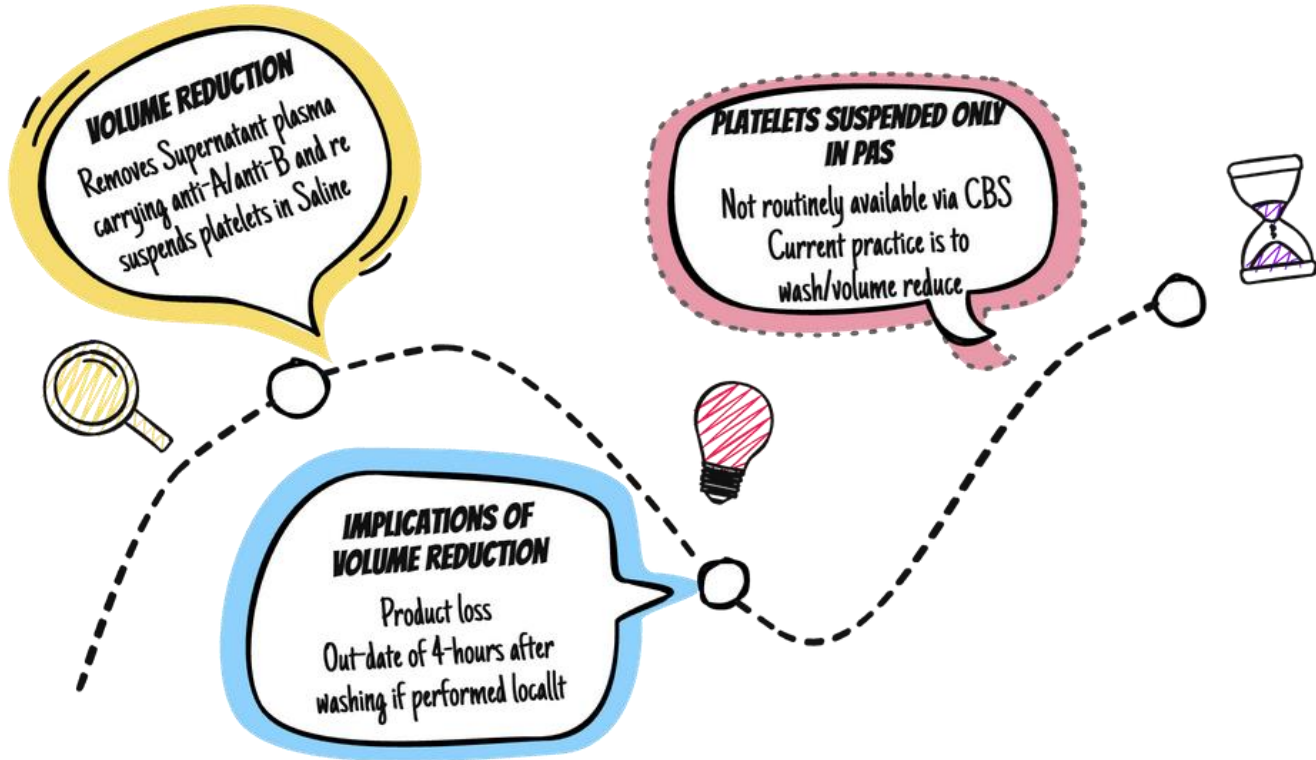 VOLUME REDUCTION
Removes Supernatant plasma
carrying anti-A/anti-B and re
suspends platelets in Saline
IMPLICATIONS OF
VOLUME REDUCTION
Product loss
Out-date of 4-hours after
washing if performed locallt
PLATELETS SUSPENDED ONLY
IN PAS
Not routinely available via CBS
Current practice is to
wash/volume reduce